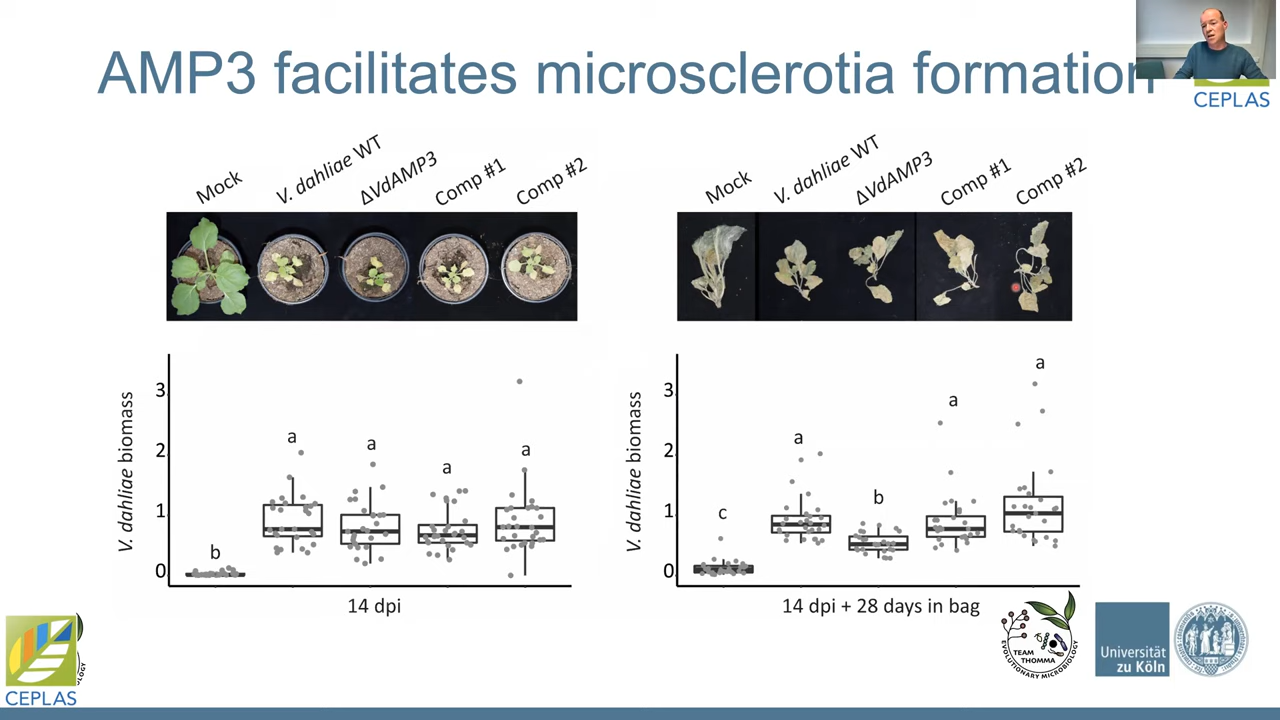 AMP3 facilitates microsclerotia formation
CEPLAS
Mock
V. dahliae WT
ΔVdAMP3
Comp #1
Comp #2
Mock
V. dahliae WT
ΔVdAMP3
Comp #1
Comp #2
V. dahliae biomass
3
2
1
0
b
a
a
a
a
14 dpi
V. dahliae biomass
3
2
1
0
c
a
b
a
a
14 dpi + 28 days in bag
CEPLAS
TEAM
THOMMA
EVOLUTIONARY MICROBIOLOGY
Universität
zu Köln